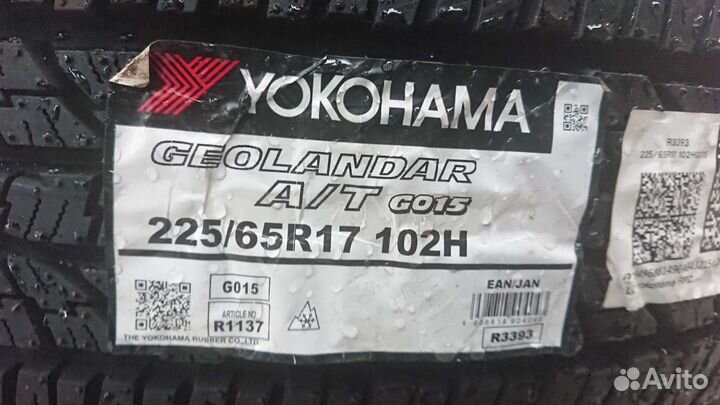 YOKOHAMA
GEOLANDAR
A/T G015
225/65R17 102H
G015
ARTICLE NO
R1137
THE YOKOHAMA RUBBER CO.,LTD.
EAN/JAN
R3393
R3393
225/65R17 102H G015
Avito